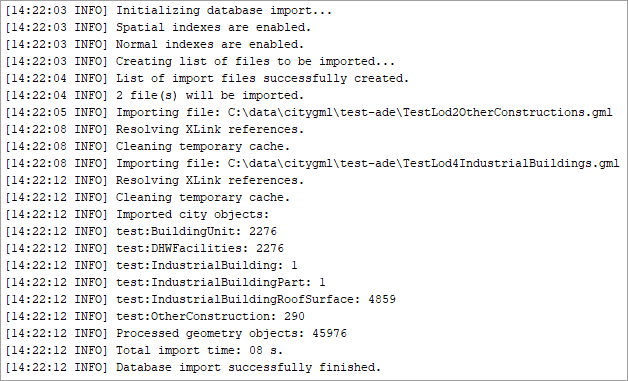 [14:22:03 INFO] Initializing database import...
[14:22:03 INFO] Spatial indexes are enabled.
[14:22:03 INFO] Normal indexes are enabled.
[14:22:03 INFO] Creating list of files to be imported...
[14:22:04 INFO] List of import files successfully created.
[14:22:04 INFO] 2 file(s) will be imported.
[14:22:05 INFO] Importing file: C:\data\citygml\test-ade\TestLod2OtherConstructions.gml
[14:22:08 INFO] Resolving XLink references.
[14:22:08 INFO] Cleaning temporary cache.
[14:22:08 INFO] Importing file: C:\data\citygml\test-ade\TestLod4IndustrialBuildings.gml
[14:22:12 INFO] Resolving XLink references.
[14:22:12 INFO] Cleaning temporary cache.
[14:22:12 INFO] Imported city objects:
[14:22:12 INFO] test:BuildingUnit: 2276
[14:22:12 INFO] test:DHWFacilities: 2276
[14:22:12 INFO] test:IndustrialBuilding: 1
[14:22:12 INFO] test:IndustrialBuildingPart: 1
[14:22:12 INFO] test:IndustrialBuildingRoofSurface: 4859
[14:22:12 INFO] test:OtherConstruction: 290
[14:22:12 INFO] Processed geometry objects: 45976
[14:22:12 INFO] Total import time: 08 s.
[14:22:12 INFO] Database import successfully finished.